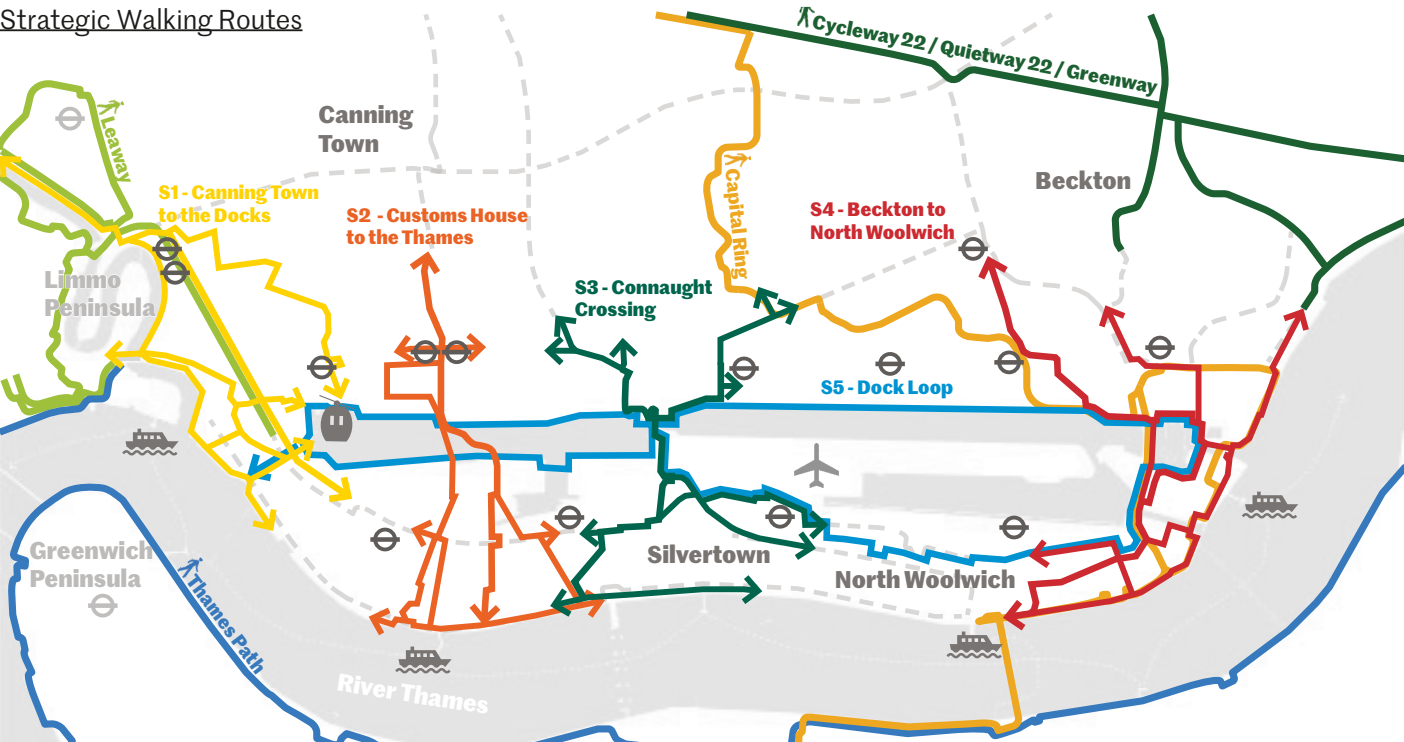 Strategic Walking Routes
Cycleway 22 / Quietway 22 / Greenway
Leaway
Canning
Town
Capital Ring
Beckton
S1 - Canning Town
to the Docks
S2 - Customs House
to the Thames
S4 - Beckton to
North Woolwich
Limmo
Peninsula
S3 - Connaught
Crossing
S5 - Dock Loop
Greenwich
Peninsula
Silvertown
North Woolwich
Thames Path
River Thames